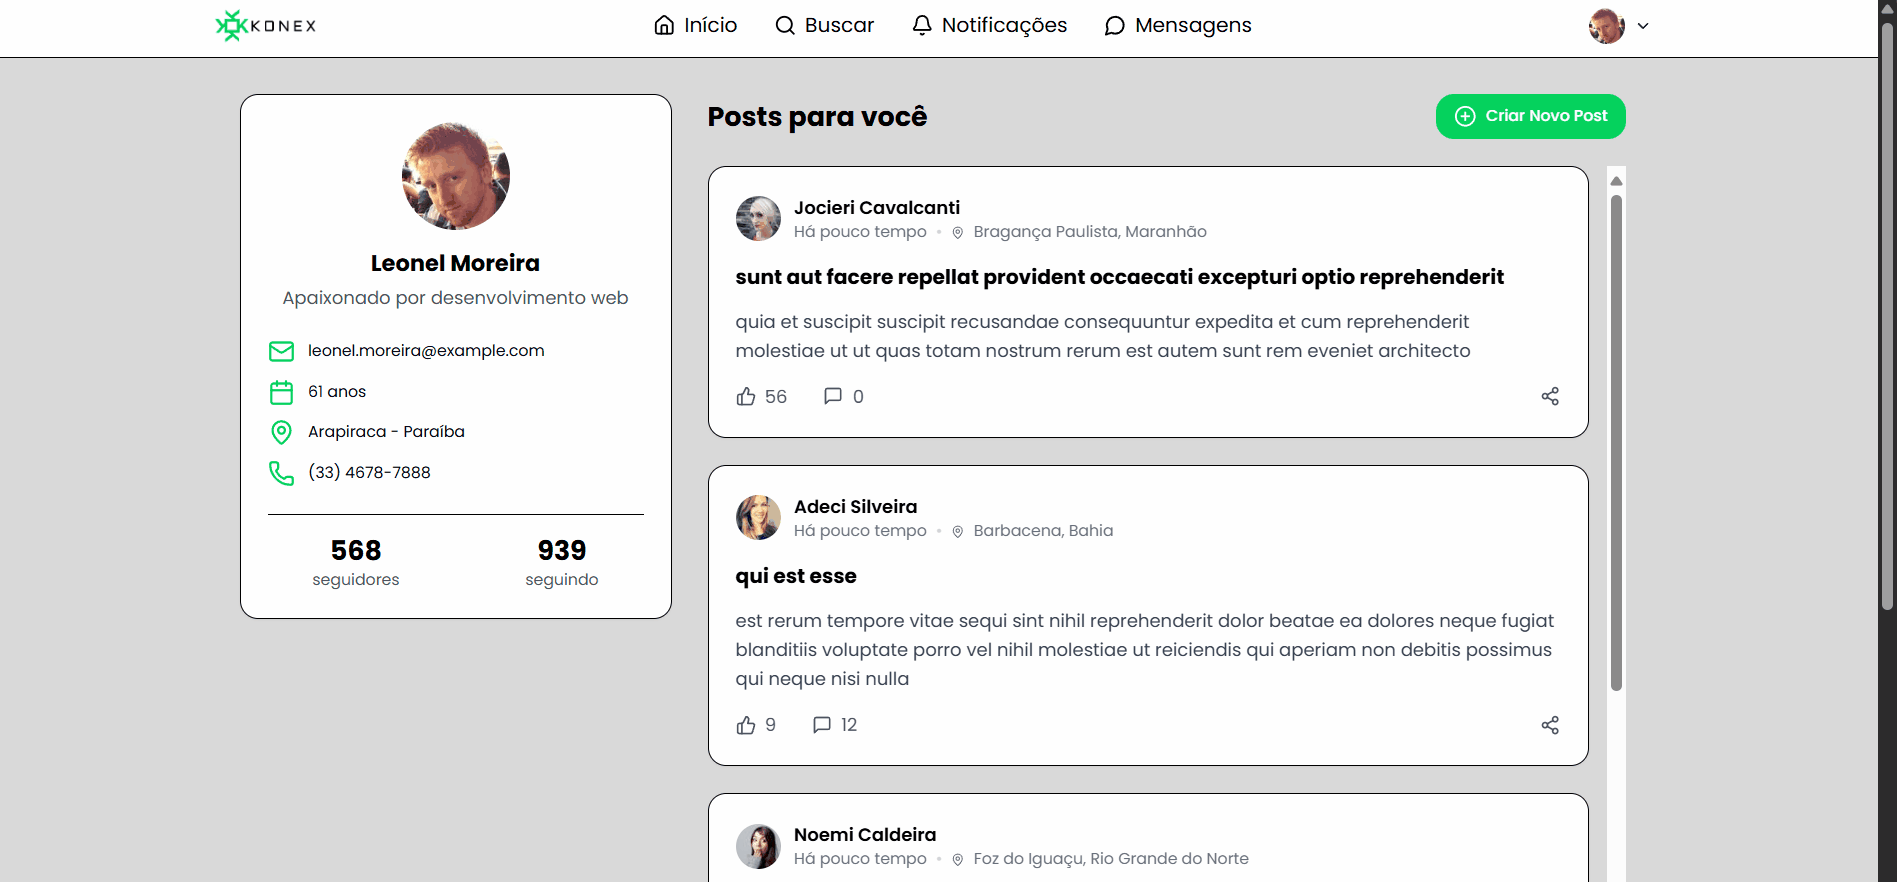 KONEX
Início
Buscar
Notificações
Mensagens
Leonel Moreira
Apaixonado por desenvolvimento web
leonel.moreira@example.com
61 anos
Arapiraca - Paraíba
(33) 4678-7888
568
seguidores
939
seguindo
Posts para você
Criar Novo Post
Jocieri Cavalcanti
Há pouco tempo • Bragança Paulista, Maranhão
sunt aut facere repellat provident occaecati excepturi optio reprehenderit
quia et suscipit suscipit recusandae consequuntur expedita et cum reprehenderit
molestiae ut ut quas totam nostrum rerum est autem sunt rem eveniet architecto
56
0
Adeci Silveira
Há pouco tempo • Barbacena, Bahia
qui est esse
est rerum tempore vitae sequi sint nihil reprehenderit dolor beatae ea dolores neque fugiat
blanditiis voluptate porro vel nihil molestiae ut reiciendis qui aperiam non debitis possimus
qui neque nisi nulla
9
12
Noemi Caldeira
Há pouco tempo • Foz do Iguaçu, Rio Grande do Norte